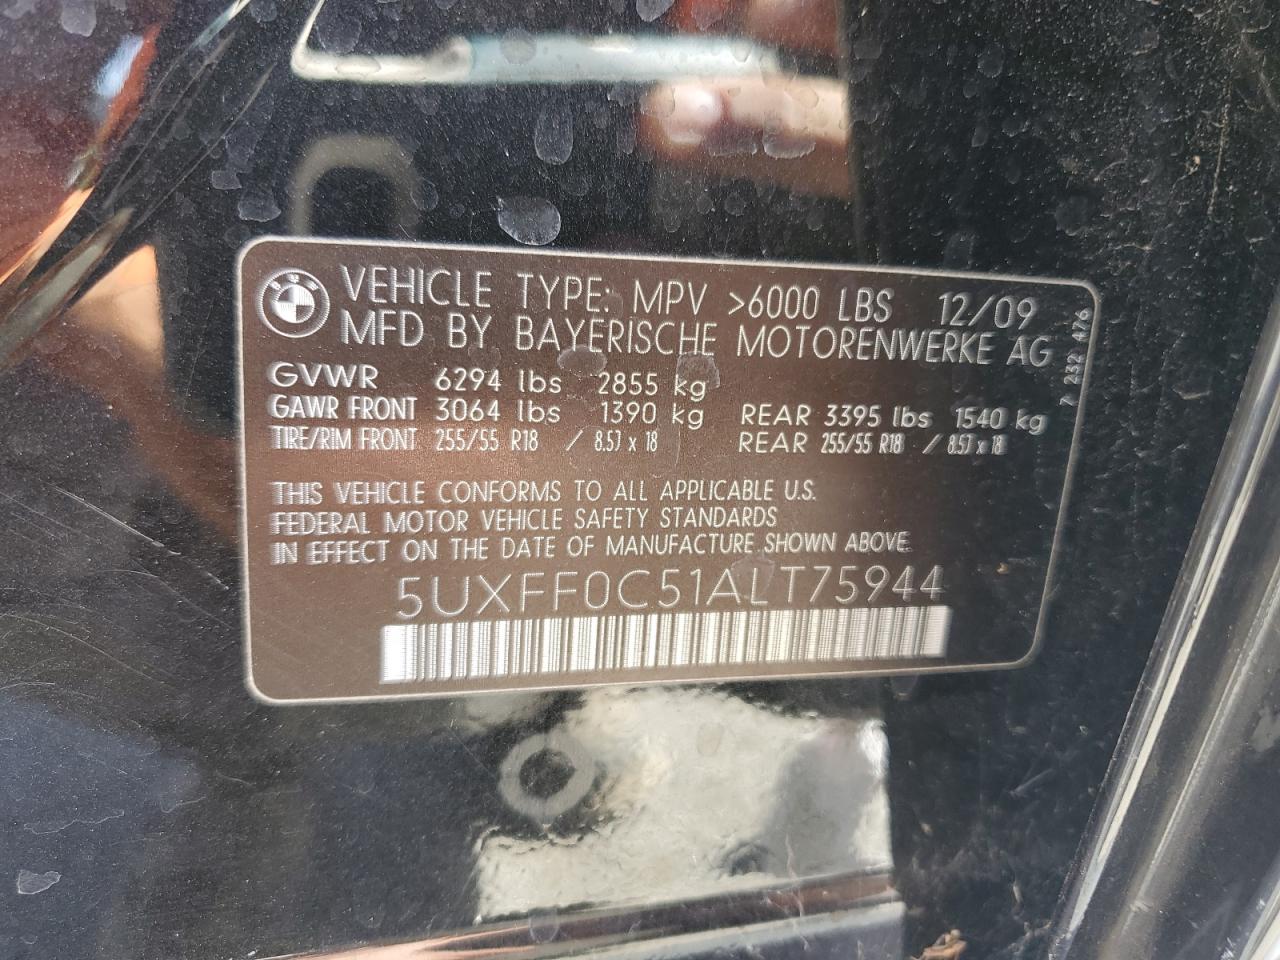 VEHICLE TYPE: MPV >6000 LBS 12/09
MFD BY BAYERISCHE MOTORENWERKE AG
GVWR 6294 lbs 2855 kg
GAWR FRONT 3064 lbs 1390 kg REAR 3395 lbs 1540 kg
TIRE/RIM FRONT 255/55 R18 / 8.5J x 18 REAR 255/55 R18 / 8.5J x 18
7 232 476
THIS VEHICLE CONFORMS TO ALL APPLICABLE U.S.
FEDERAL MOTOR VEHICLE SAFETY STANDARDS
IN EFFECT ON THE DATE OF MANUFACTURE SHOWN ABOVE.
5UXFF0C51ALT75944